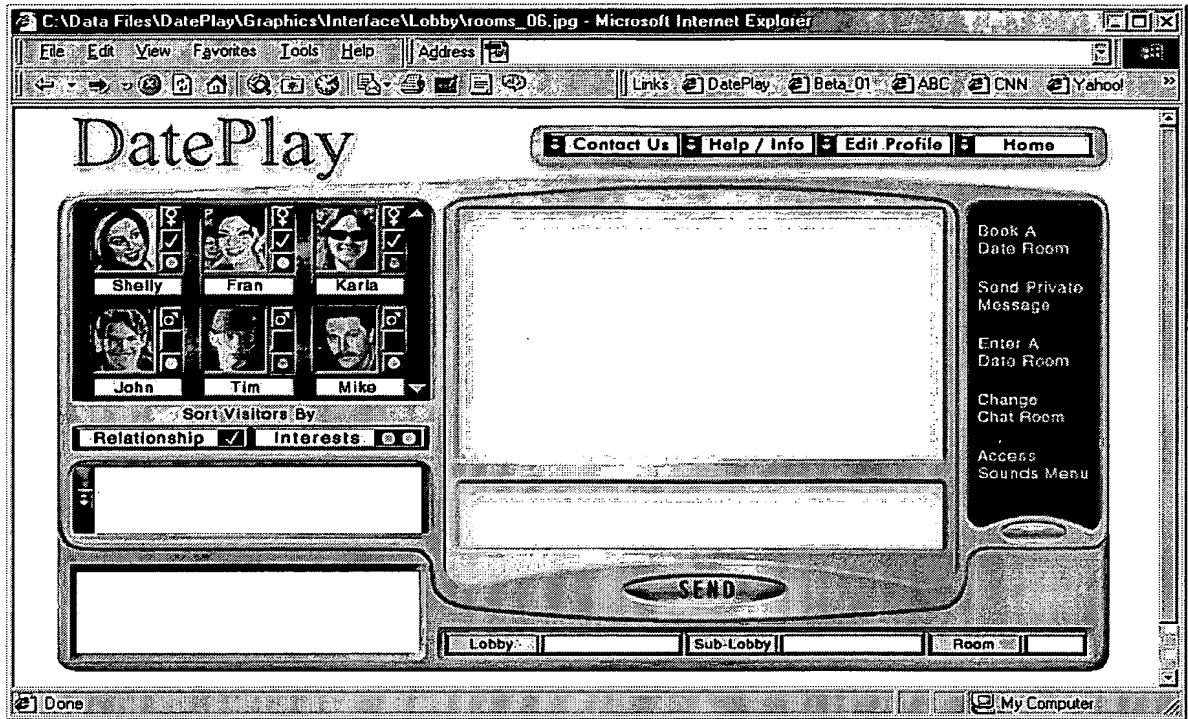 C:\Data Files\DatePlay\Graphics\Interface\Lobby\rooms_06.jpg - Microsoft Internet Explorer
File Edit View Favorites Tools Help Address
Links DatePlay Beta_01 ABC CNN Yahoo! »
DatePlay
Contact Us Help / Info Edit Profile Home
Shelly Fran Karla
John Tim Mike
Sort Visitors By
Relationship Interests
Book A
Date Room
Send Private
Message
Enter A
Date Room
Change
Chat Room
Access
Sounds Menu
SEND
Lobby Sub-Lobby Room
Done My Computer